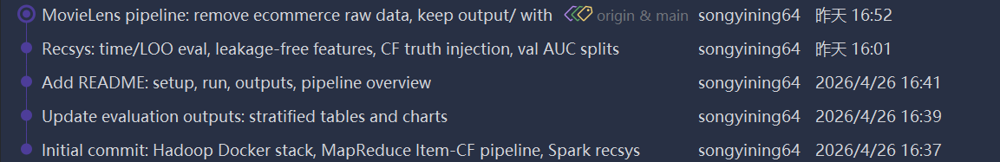 MovieLens pipeline: remove ecommerce raw data, keep output/ with origin & main songyining64 昨天 16:52
Recsys: time/LOO eval, leakage-free features, CF truth injection, val AUC splits songyining64 昨天 16:01
Add README: setup, run, outputs, pipeline overview songyining64 2026/4/26 16:41
Update evaluation outputs: stratified tables and charts songyining64 2026/4/26 16:39
Initial commit: Hadoop Docker stack, MapReduce Item-CF pipeline, Spark recsys songyining64 2026/4/26 16:37